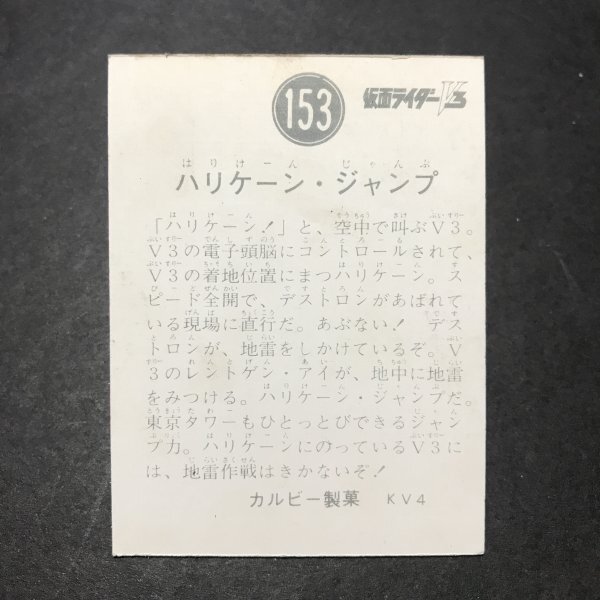 153 仮面ライダーV3
はりけーん じゃんぷ
ハリケーン・ジャンプ
「ハリケーン!」と、空中で叫ぶV3。
V3の電子頭脳にコントロールされて、
V3の着地位置にまつハリケーン。ス
ピード全開で、デストロンがあばれて
いる現場に直行だ。あぶない! デス
トロンが、地雷をしかけているぞ。V
3のレントゲン・アイが、地中に地雷
をみつける。ハリケーン・ジャンプだ。
東京タワーもひとっとびできるジャン
プ力。ハリケーンにのっているV3に
は、地雷作戦はきかないぞ!
カルビー製菓 KV4